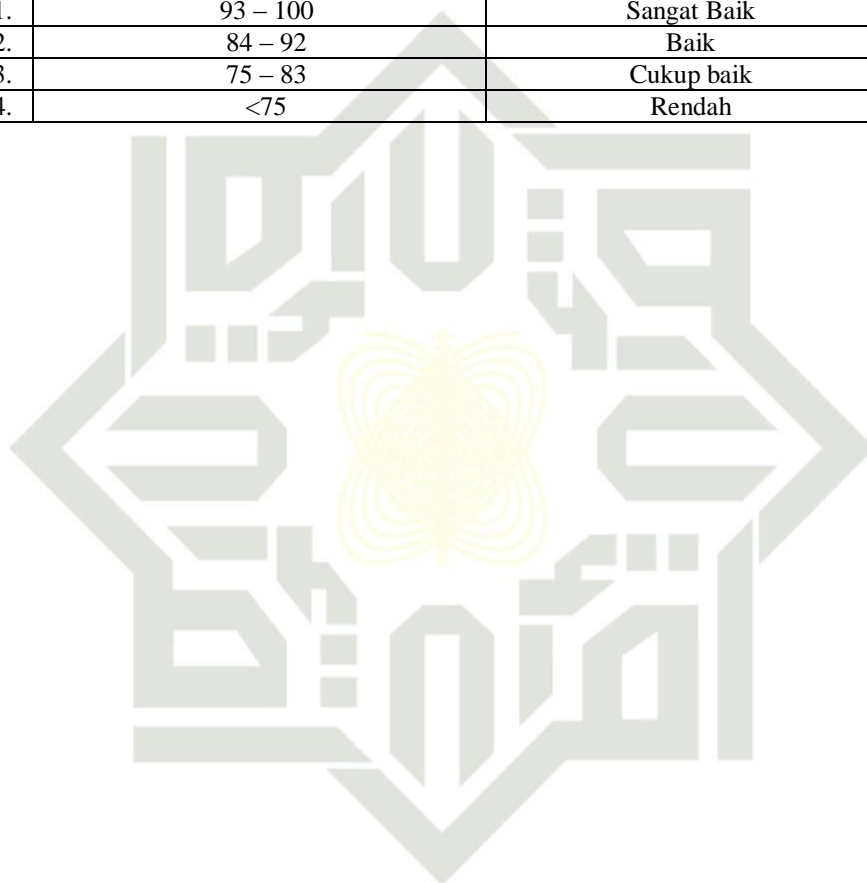 1. 93 – 100 Sangat Baik
2. 84 – 92 Baik
3. 75 – 83 Cukup baik
4. <75 Rendah